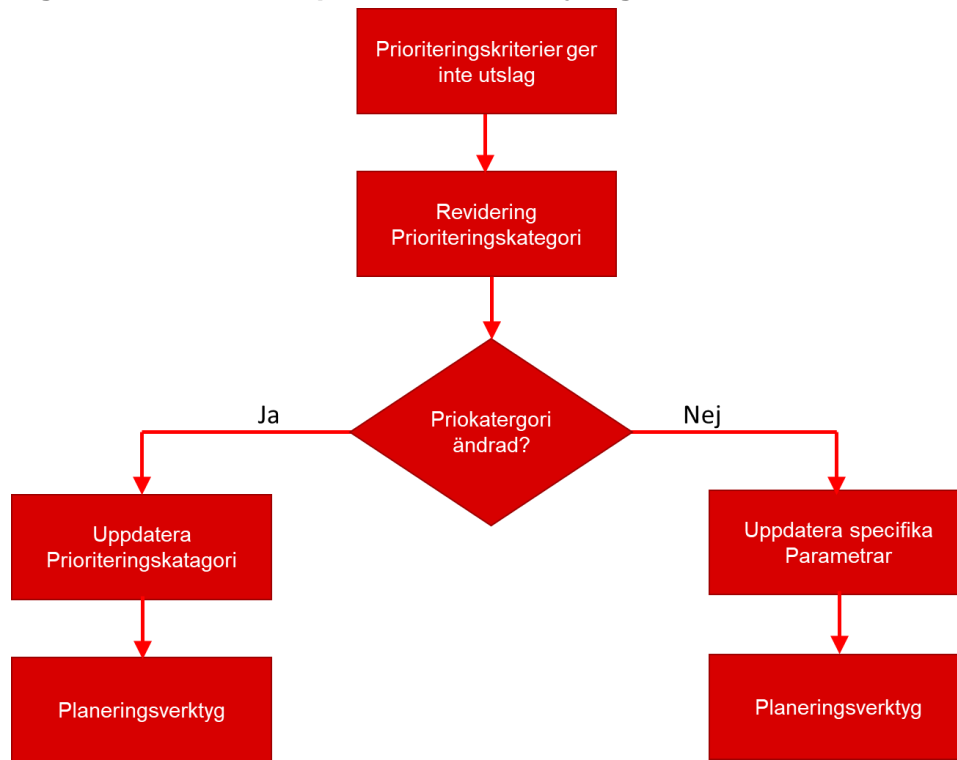 Prioriteringskriterier ger
inte utslag
Revidering
Prioriteringskategori
Priokatergori
ändrad?
Ja
Nej
Uppdatera
Prioriteringskatagori
Uppdatera specifika
Parametrar
Planeringsverktyg
Planeringsverktyg